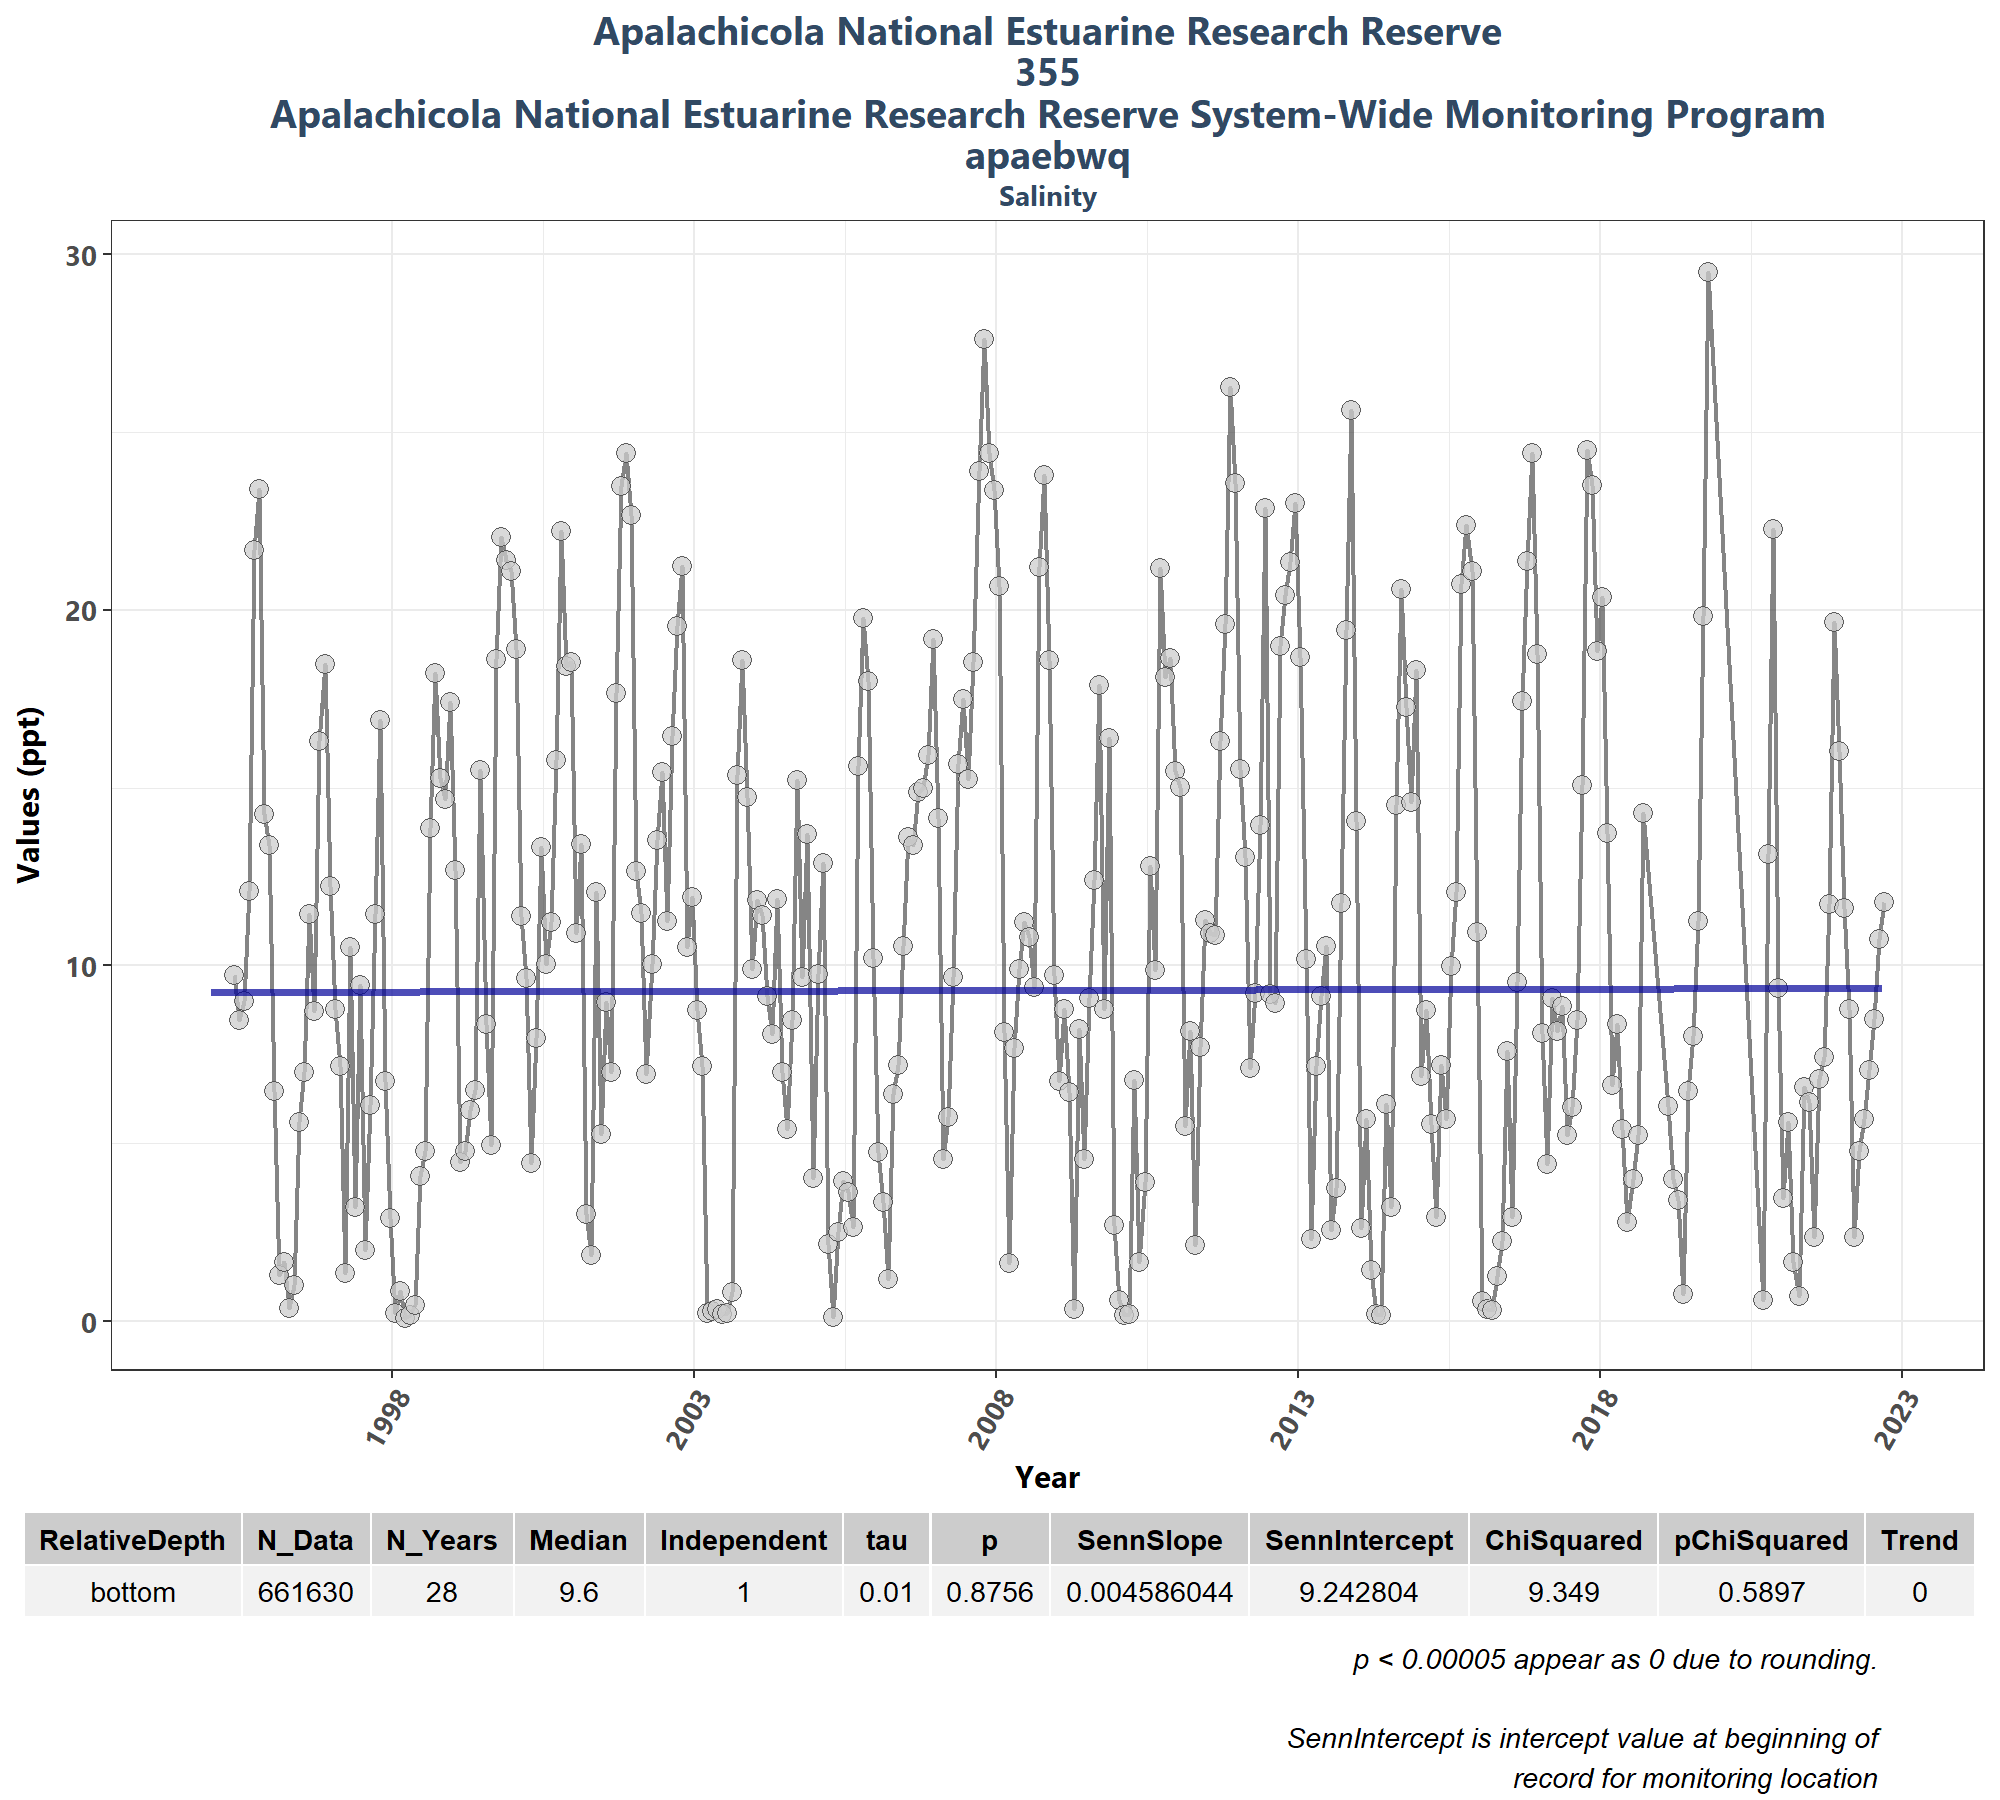 Apalachicola National Estuarine Research Reserve
355
Apalachicola National Estuarine Research Reserve System-Wide Monitoring Program
apaebwq
Salinity
30
20
10
0
Values (ppt)
1998
2003
2008
2013
2018
2023
Year
RelativeDepth N_Data N_Years Median Independent tau p SennSlope SennIntercept ChiSquared pChiSquared Trend
bottom 661630 28 9.6 1 0.01 0.8756 0.004586044 9.242804 9.349 0.5897 0
p < 0.00005 appear as 0 due to rounding.
SennIntercept is intercept value at beginning of
record for monitoring location